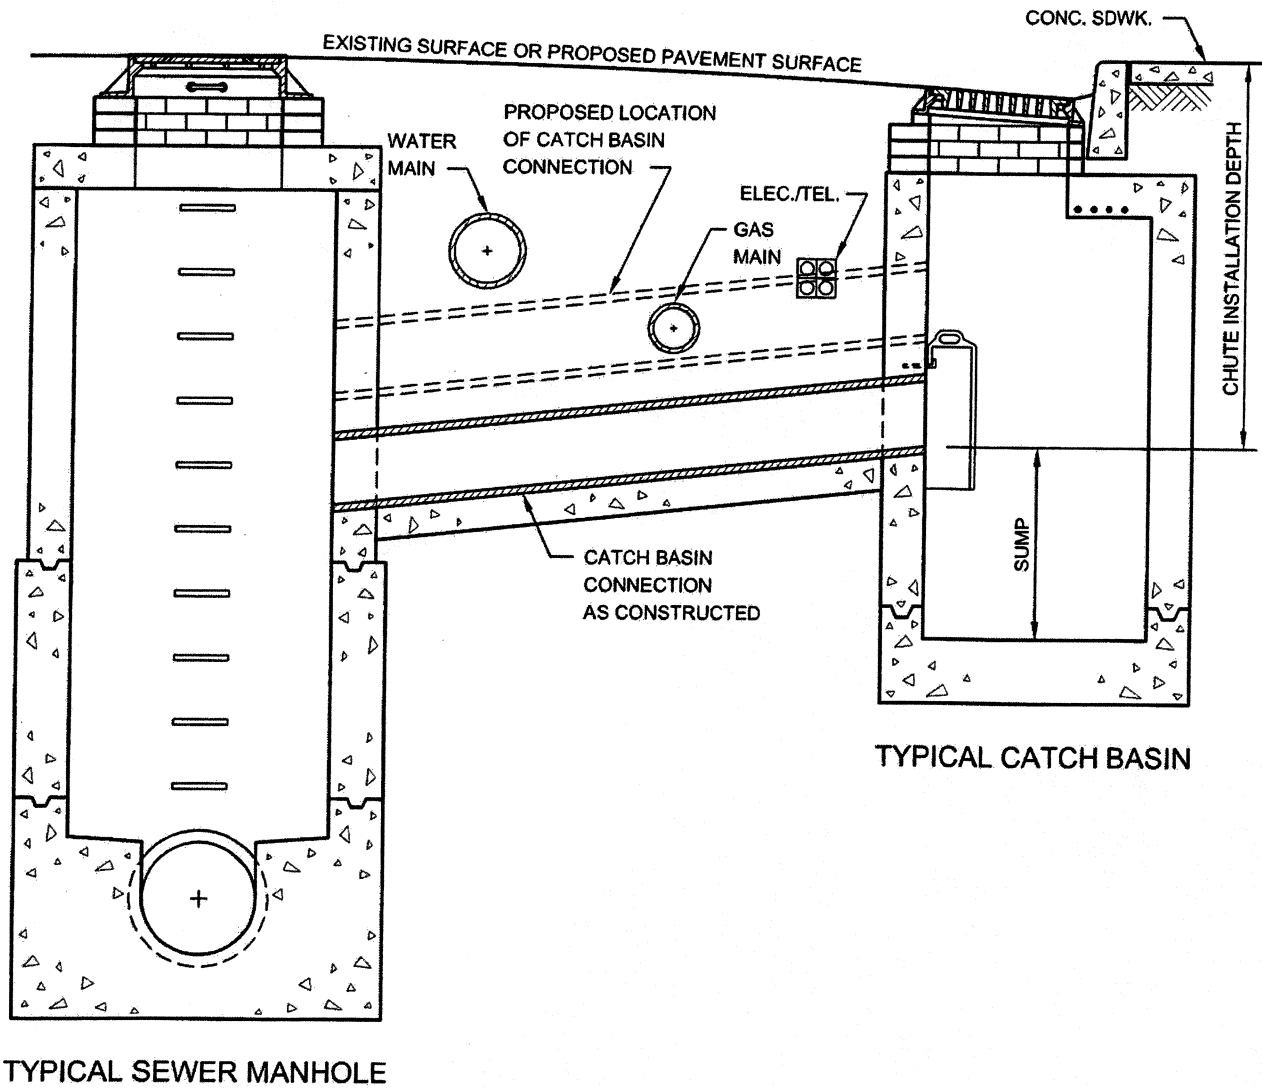 CONC. SDWK.
EXISTING SURFACE OR PROPOSED PAVEMENT SURFACE
PROPOSED LOCATION
OF CATCH BASIN
CONNECTION
WATER
MAIN
ELEC./TEL.
GAS
MAIN
CHUTE INSTALLATION DEPTH
SUMP
CATCH BASIN
CONNECTION
AS CONSTRUCTED
TYPICAL CATCH BASIN
TYPICAL SEWER MANHOLE